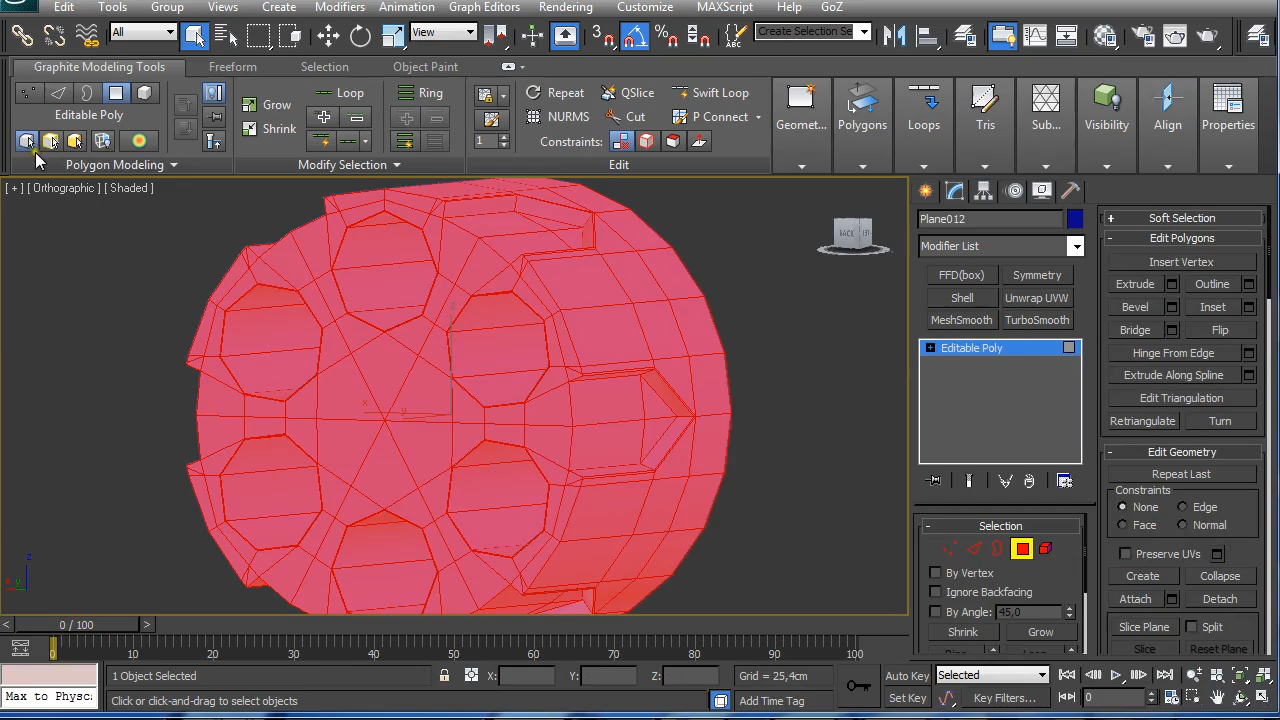 Edit Tools Group Views Create Modifiers Animation Graph Editors Rendering Customize MAXScript Help GoZ
All View 3 Create Selection Se
Graphite Modeling Tools Freeform Selection Object Paint
Editable Poly
Polygon Modeling
Grow Loop
Shrink
Modify Selection
Ring
Repeat QSlice Swift Loop
NURMS Cut P Connect
1 Constraints:
Edit
Geomet... Polygons Loops Tris Sub... Visibility Align Properties
[ + ] [ Orthographic ] [ Shaded ]
BACK
x y z
z
x y
Plane012
Modifier List
FFD(box) Symmetry
Shell Unwrap UVW
MeshSmooth TurboSmooth
Editable Poly
Selection
By Vertex
Ignore Backfacing
By Angle: 45,0
Shrink Grow
Soft Selection
Edit Polygons
Insert Vertex
Extrude Outline
Bevel Inset
Bridge Flip
Hinge From Edge
Extrude Along Spline
Edit Triangulation
Retriangulate Turn
Edit Geometry
Repeat Last
Constraints
None Edge
Face Normal
Preserve UVs
Create Collapse
Attach Detach
Slice Plane Split
Slice Reset Plane
< 0 / 100 >
0 10 20 30 40 50 60 70 80 90 100
1 Object Selected X: Y: Z: Grid = 25,4cm Auto Key Selected
Max to Physc: Click or click-and-drag to select objects Add Time Tag Set Key Key Filters... 0